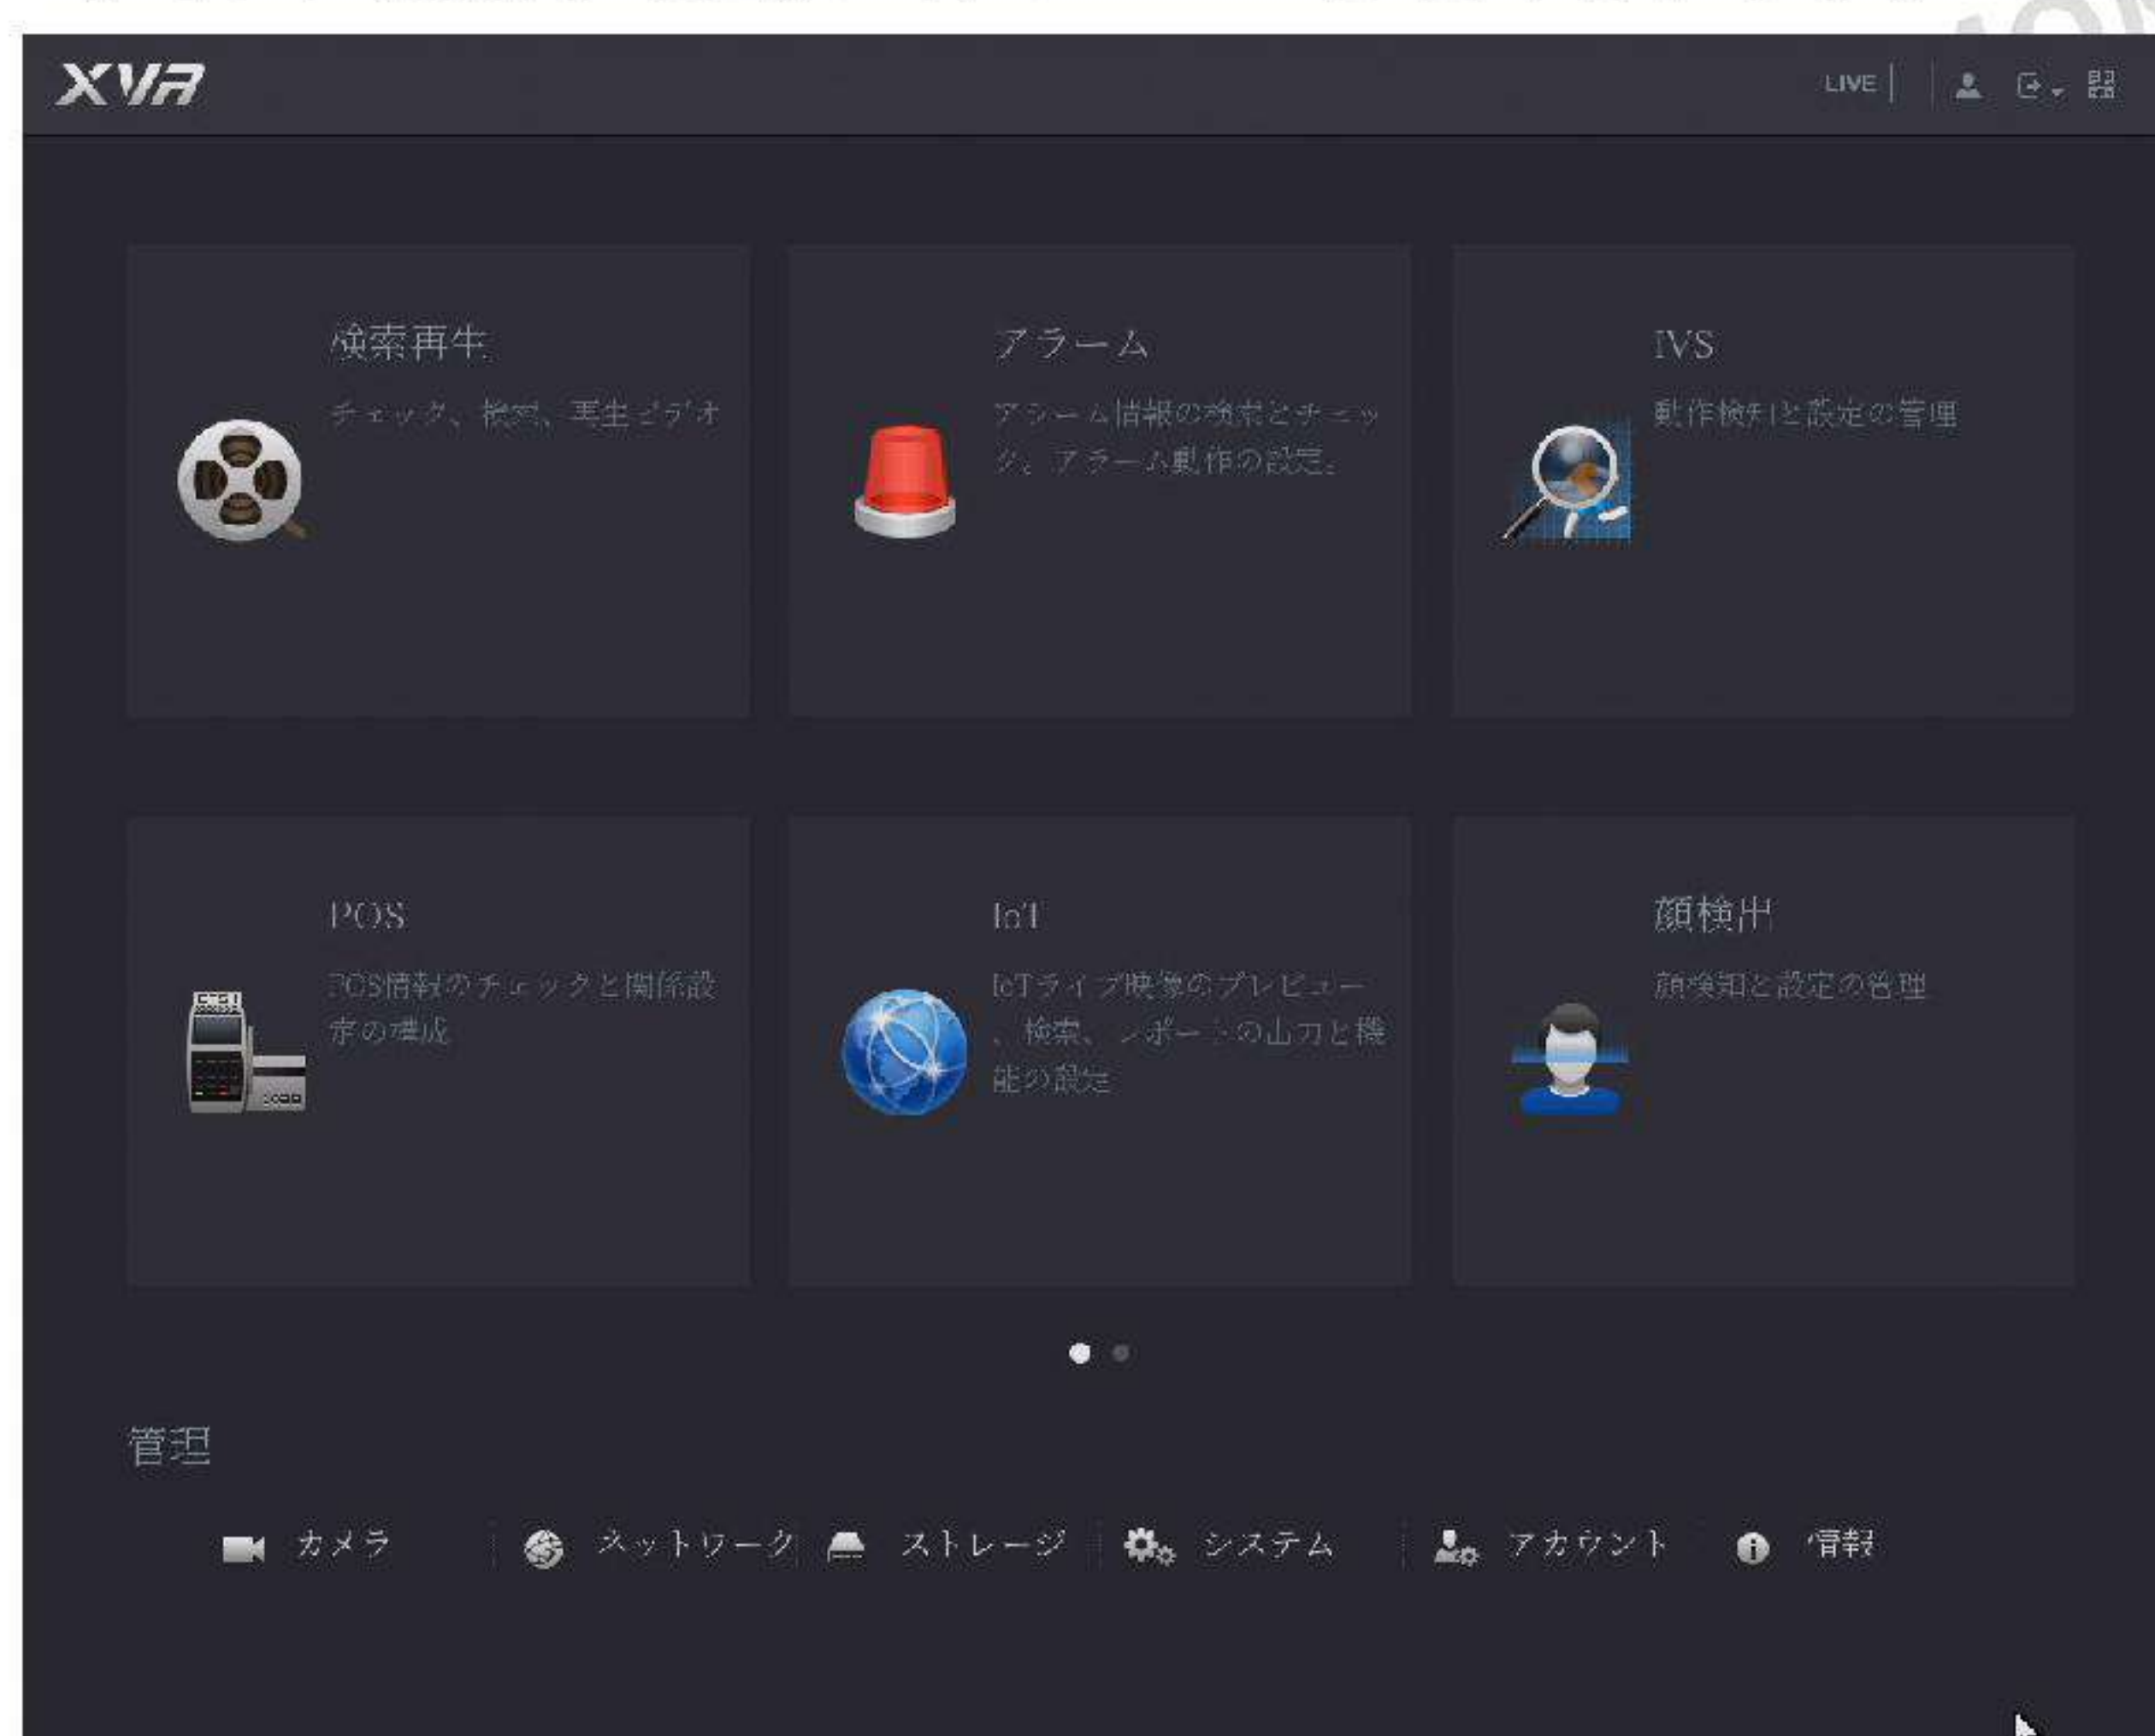 XVR
LIVE
検索再生
チェック、検索、再生ビデオ
アラーム
アラーム情報の検索とチェッ
ク。アラーム動作の設定。
IVS
動作検知と設定の管理
POS
POS情報のチェックと関係設
定の構成
IoT
IoTライブ映像のプレビュー
、検索、レポートの出力と機
能の設定
顔検出
顔検知と設定の管理
管理
カメラ
ネットワーク
ストレージ
システム
アカウント
情報